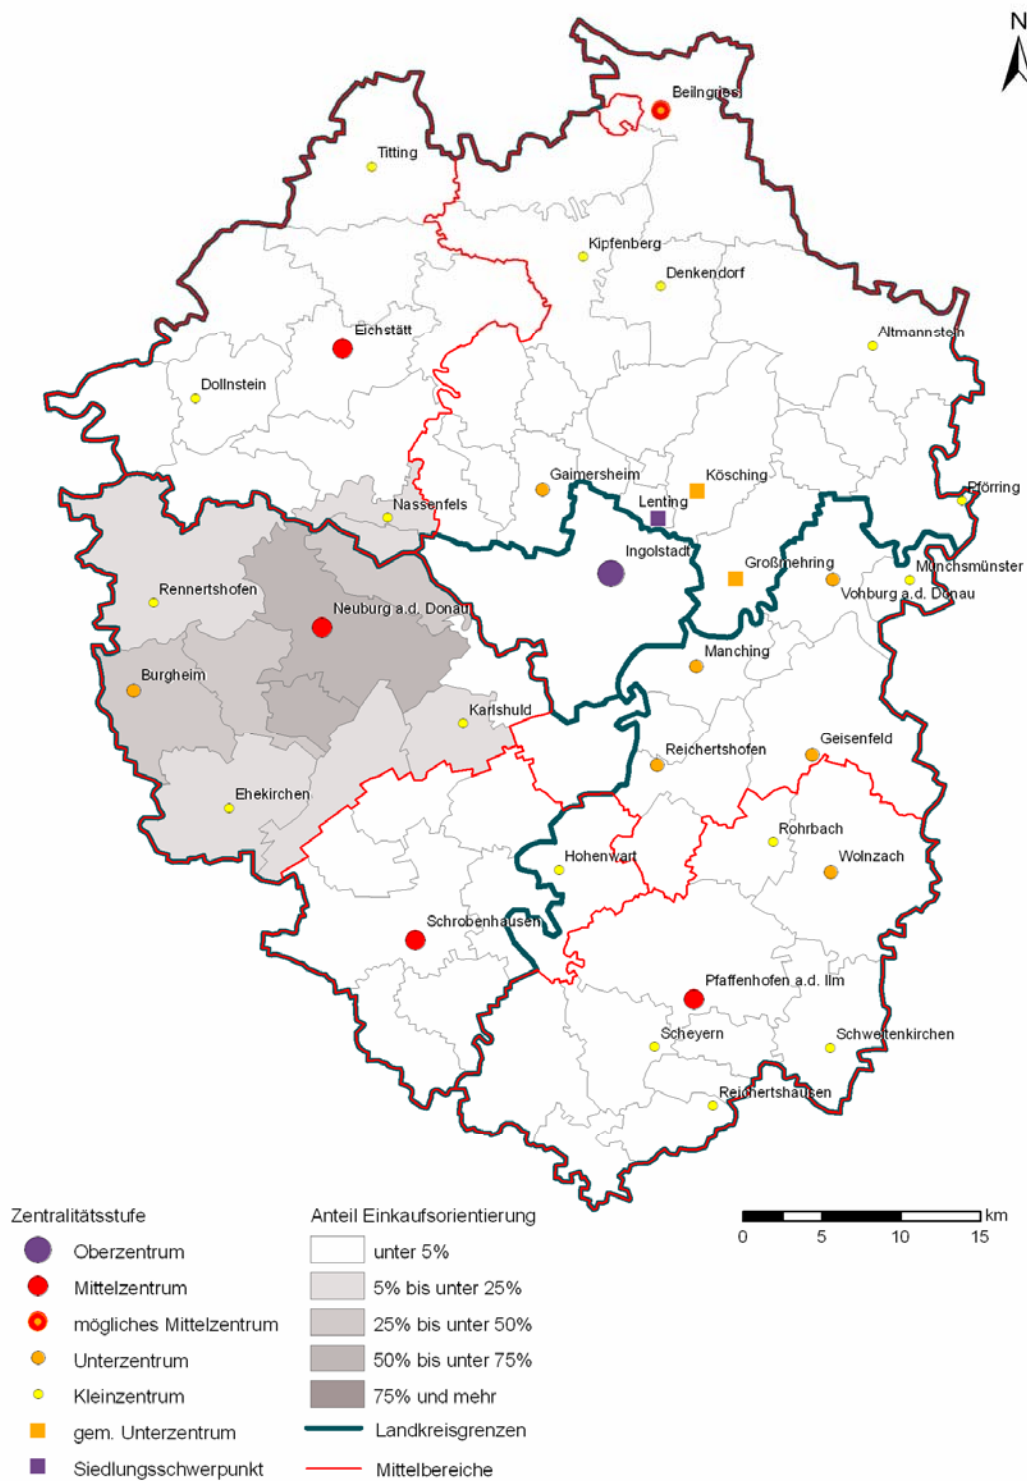 N
Beilngries
Titting
Kipfenberg
Denkendorf
Altmannstein
Eichstätt
Dollnstein
Gaimersheim
Kösching
Pförring
Nassenfels
Lenting
Ingolstadt
Großmehring
Münchsmünster
Vohburg a.d. Donau
Rennertshofen
Neuburg a.d. Donau
Manching
Burgheim
Karlshuld
Reichertshofen
Geisenfeld
Ehekirchen
Rohrbach
Hohenwart
Wolnzach
Schrobenhausen
Pfaffenhofen a.d. Ilm
Scheyern
Schweitenkirchen
Reichertshausen
km
0 5 10 15
Zentralitätsstufe
Oberzentrum
Mittelzentrum
mögliches Mittelzentrum
Unterzentrum
Kleinzentrum
gem. Unterzentrum
Siedlungsschwerpunkt
Anteil Einkaufsorientierung
unter 5%
5% bis unter 25%
25% bis unter 50%
50% bis unter 75%
75% und mehr
Landkreisgrenzen
Mittelbereiche